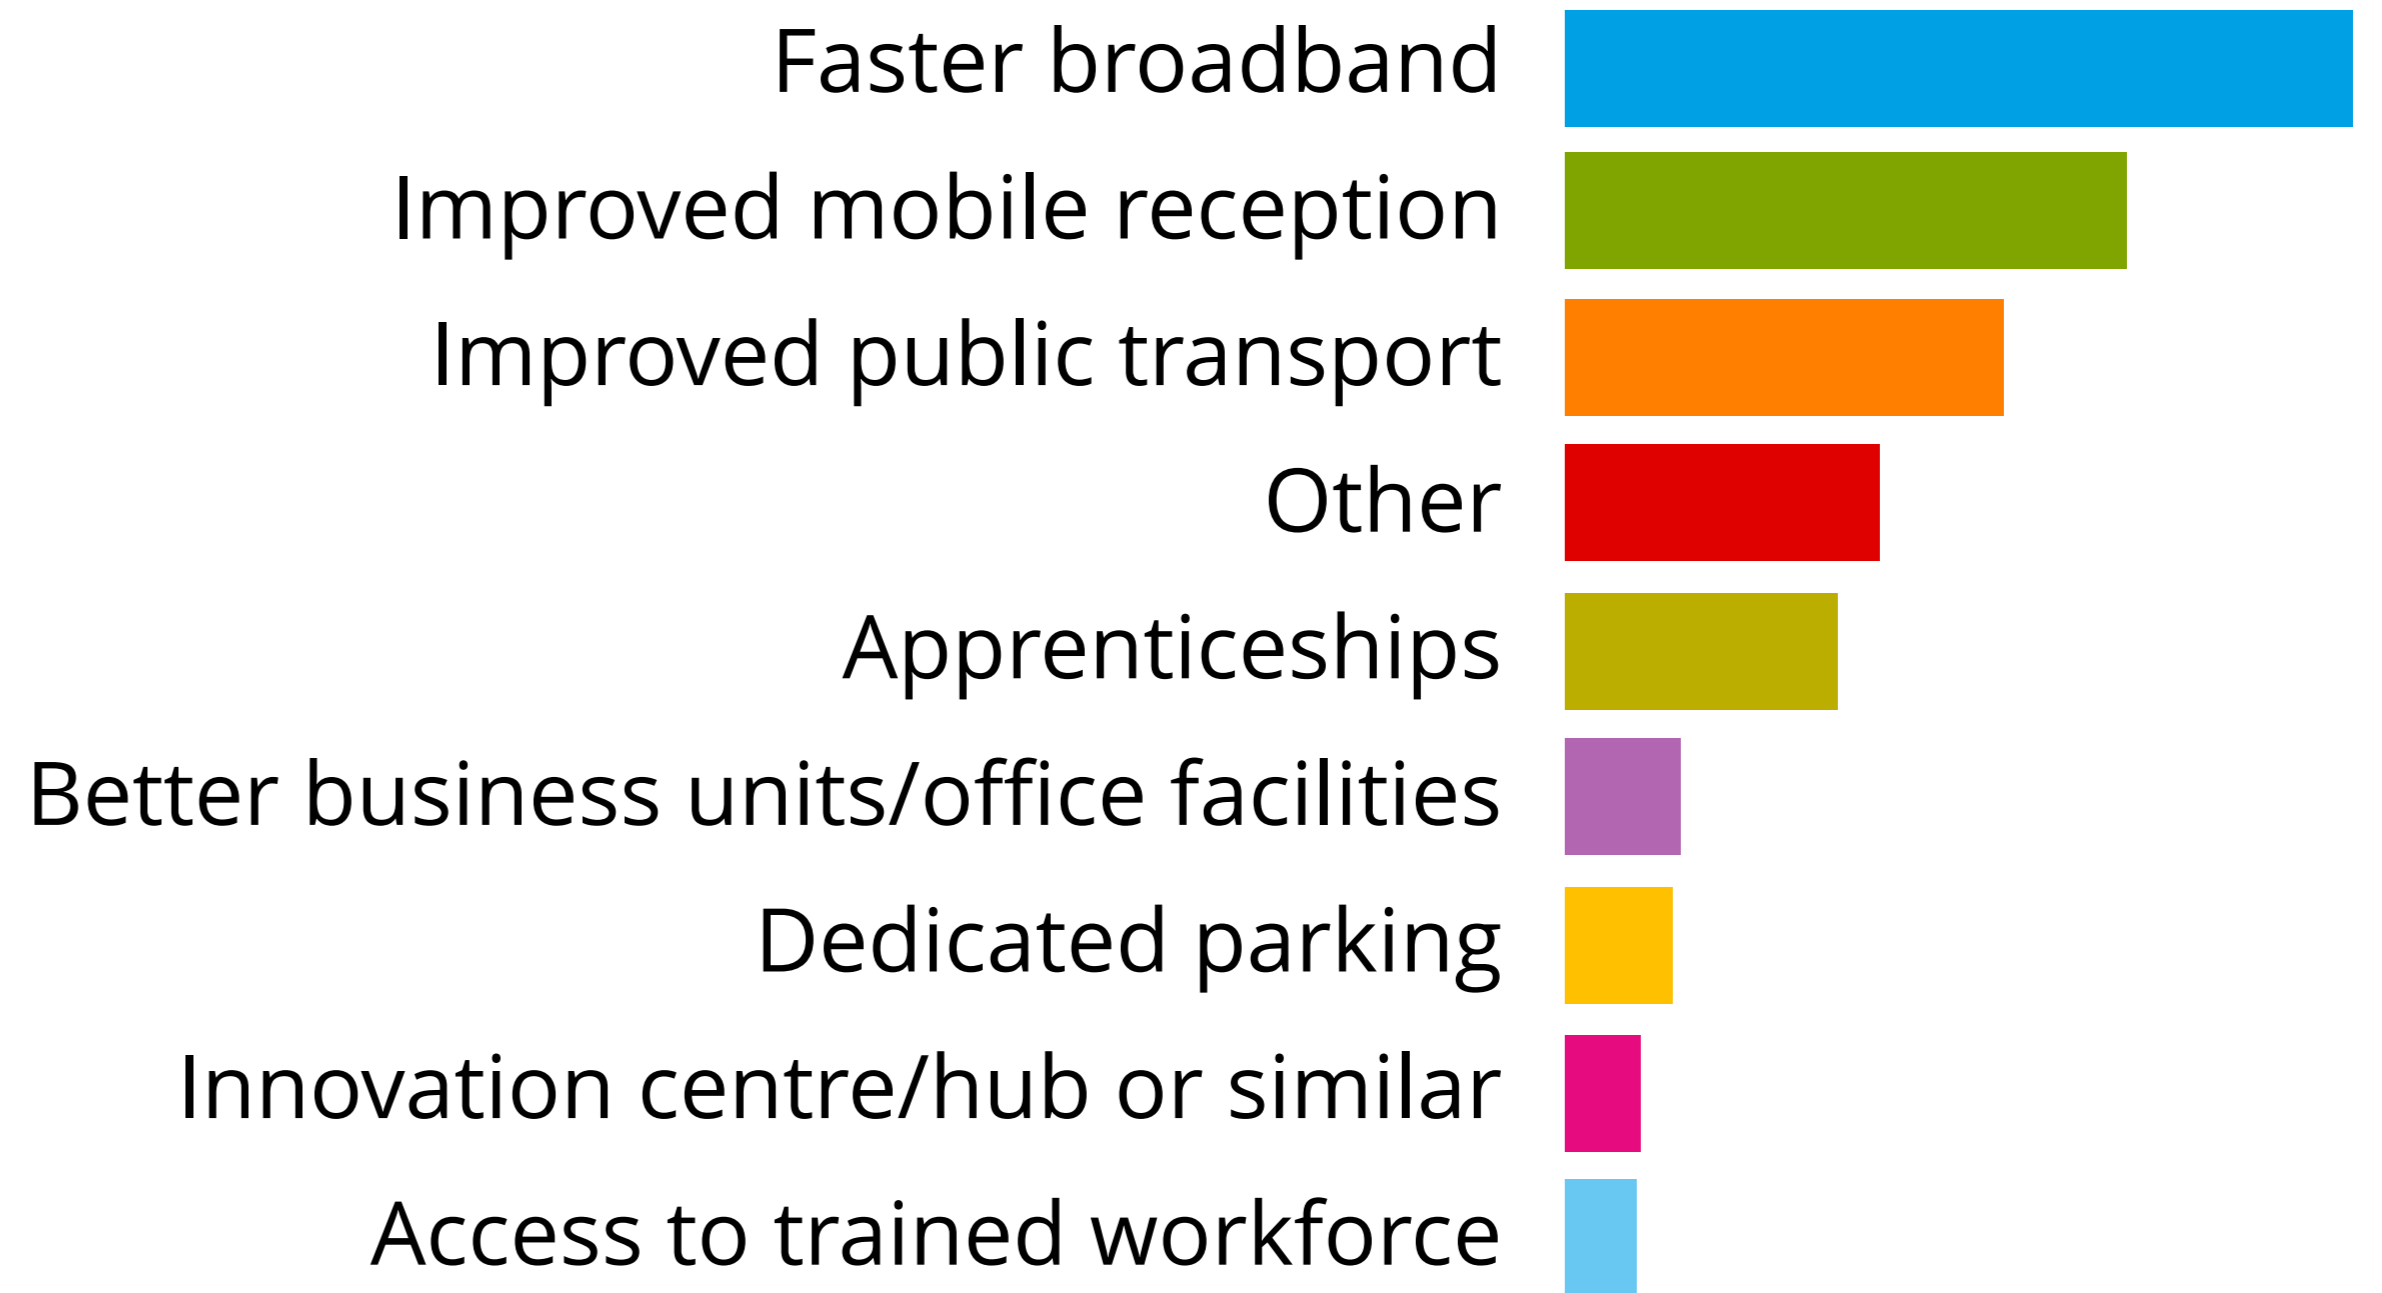 Faster broadband
Improved mobile reception
Improved public transport
Other
Apprenticeships
Better business units/office facilities
Dedicated parking
Innovation centre/hub or similar
Access to trained workforce